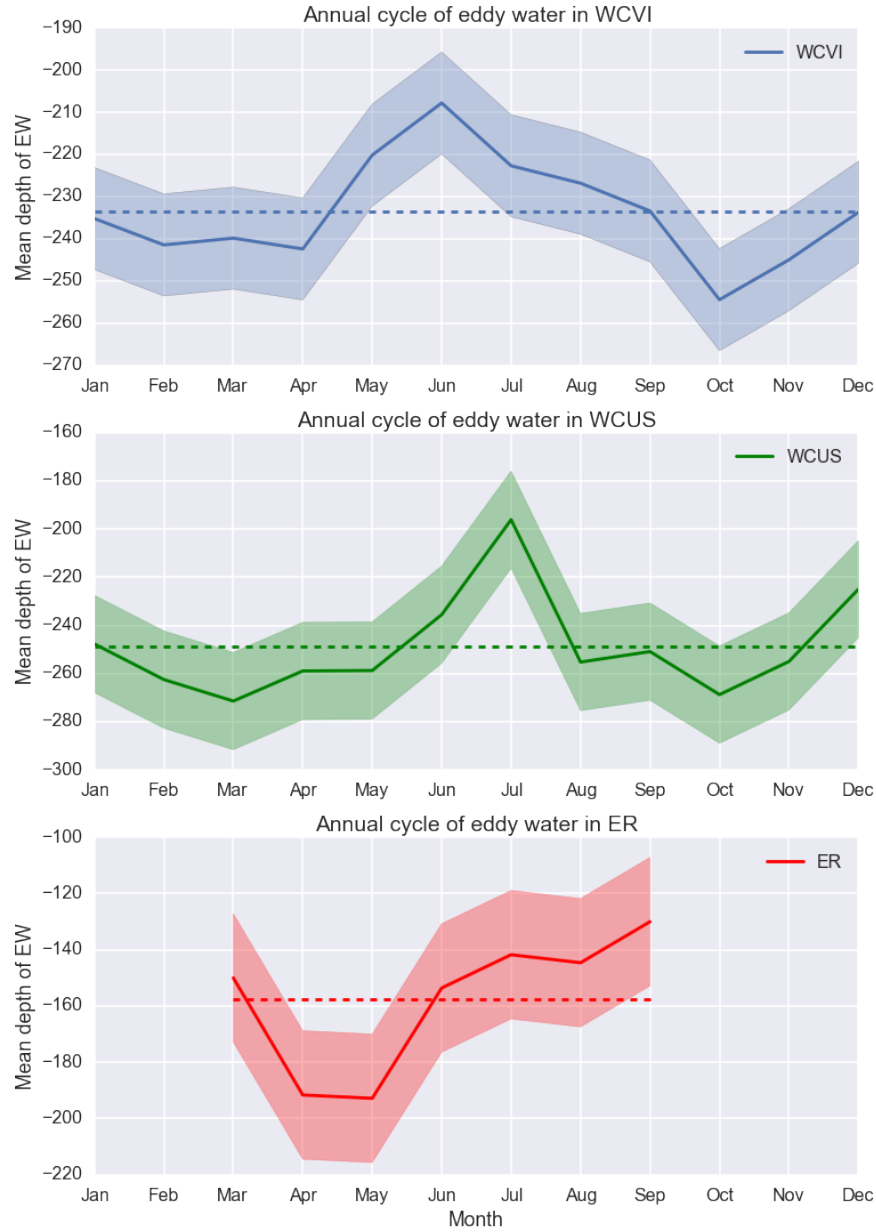 Annual cycle of eddy water in WCVI
−190
−200
−210
−220
−230
−240
−250
−260
−270
Mean depth of EW
WCVI
Jan Feb Mar Apr May Jun Jul Aug Sep Oct Nov Dec
Annual cycle of eddy water in WCUS
−160
−180
−200
−220
−240
−260
−280
−300
Mean depth of EW
WCUS
Jan Feb Mar Apr May Jun Jul Aug Sep Oct Nov Dec
Annual cycle of eddy water in ER
−100
−120
−140
−160
−180
−200
−220
Mean depth of EW
ER
Jan Feb Mar Apr May Jun Jul Aug Sep Oct Nov Dec
Month